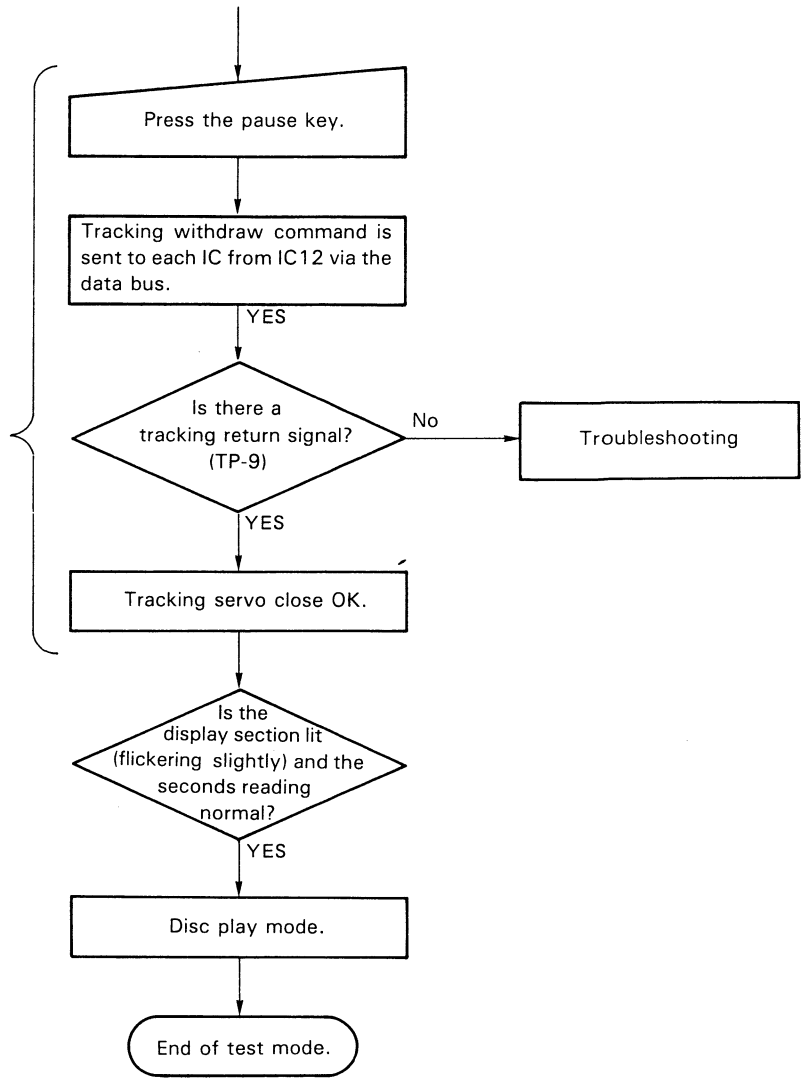 Press the pause key.
Tracking withdraw command is
sent to each IC from IC12 via the
data bus.
YES
Is there a
tracking return signal?
(TP-9)
No
Troubleshooting
YES
Tracking servo close OK.
Is the
display section lit
(flickering slightly) and the
seconds reading
normal?
YES
Disc play mode.
End of test mode.